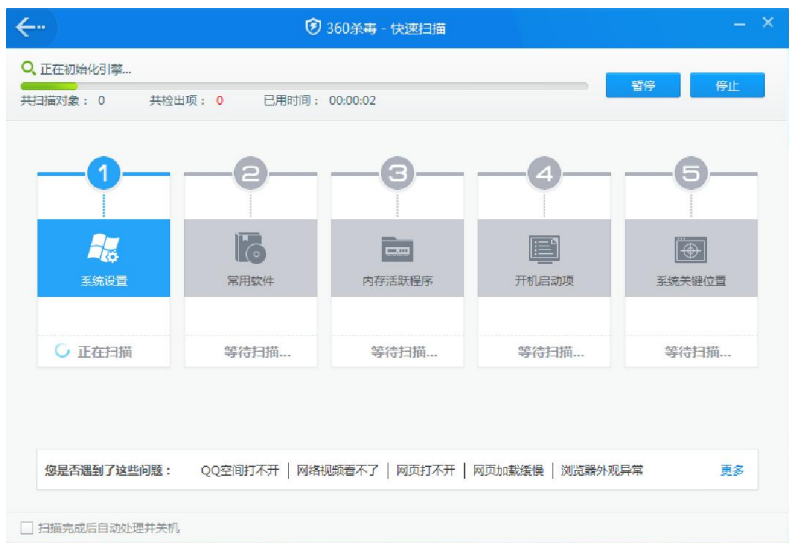 360杀毒 - 快速扫描
正在初始化引擎...
暂停 停止
共扫描对象： 0 共检出项： 0 已用时间： 00:00:02
1 2 3 4 5
系统设置 常用软件 内存活跃程序 开机启动项 系统关键位置
正在扫描 等待扫描... 等待扫描... 等待扫描... 等待扫描...
您是否遇到了这些问题： QQ空间打不开 | 网络视频看不了 | 网页打不开 | 网页加载缓慢 | 浏览器外观异常 更多
扫描完成后自动处理并关机